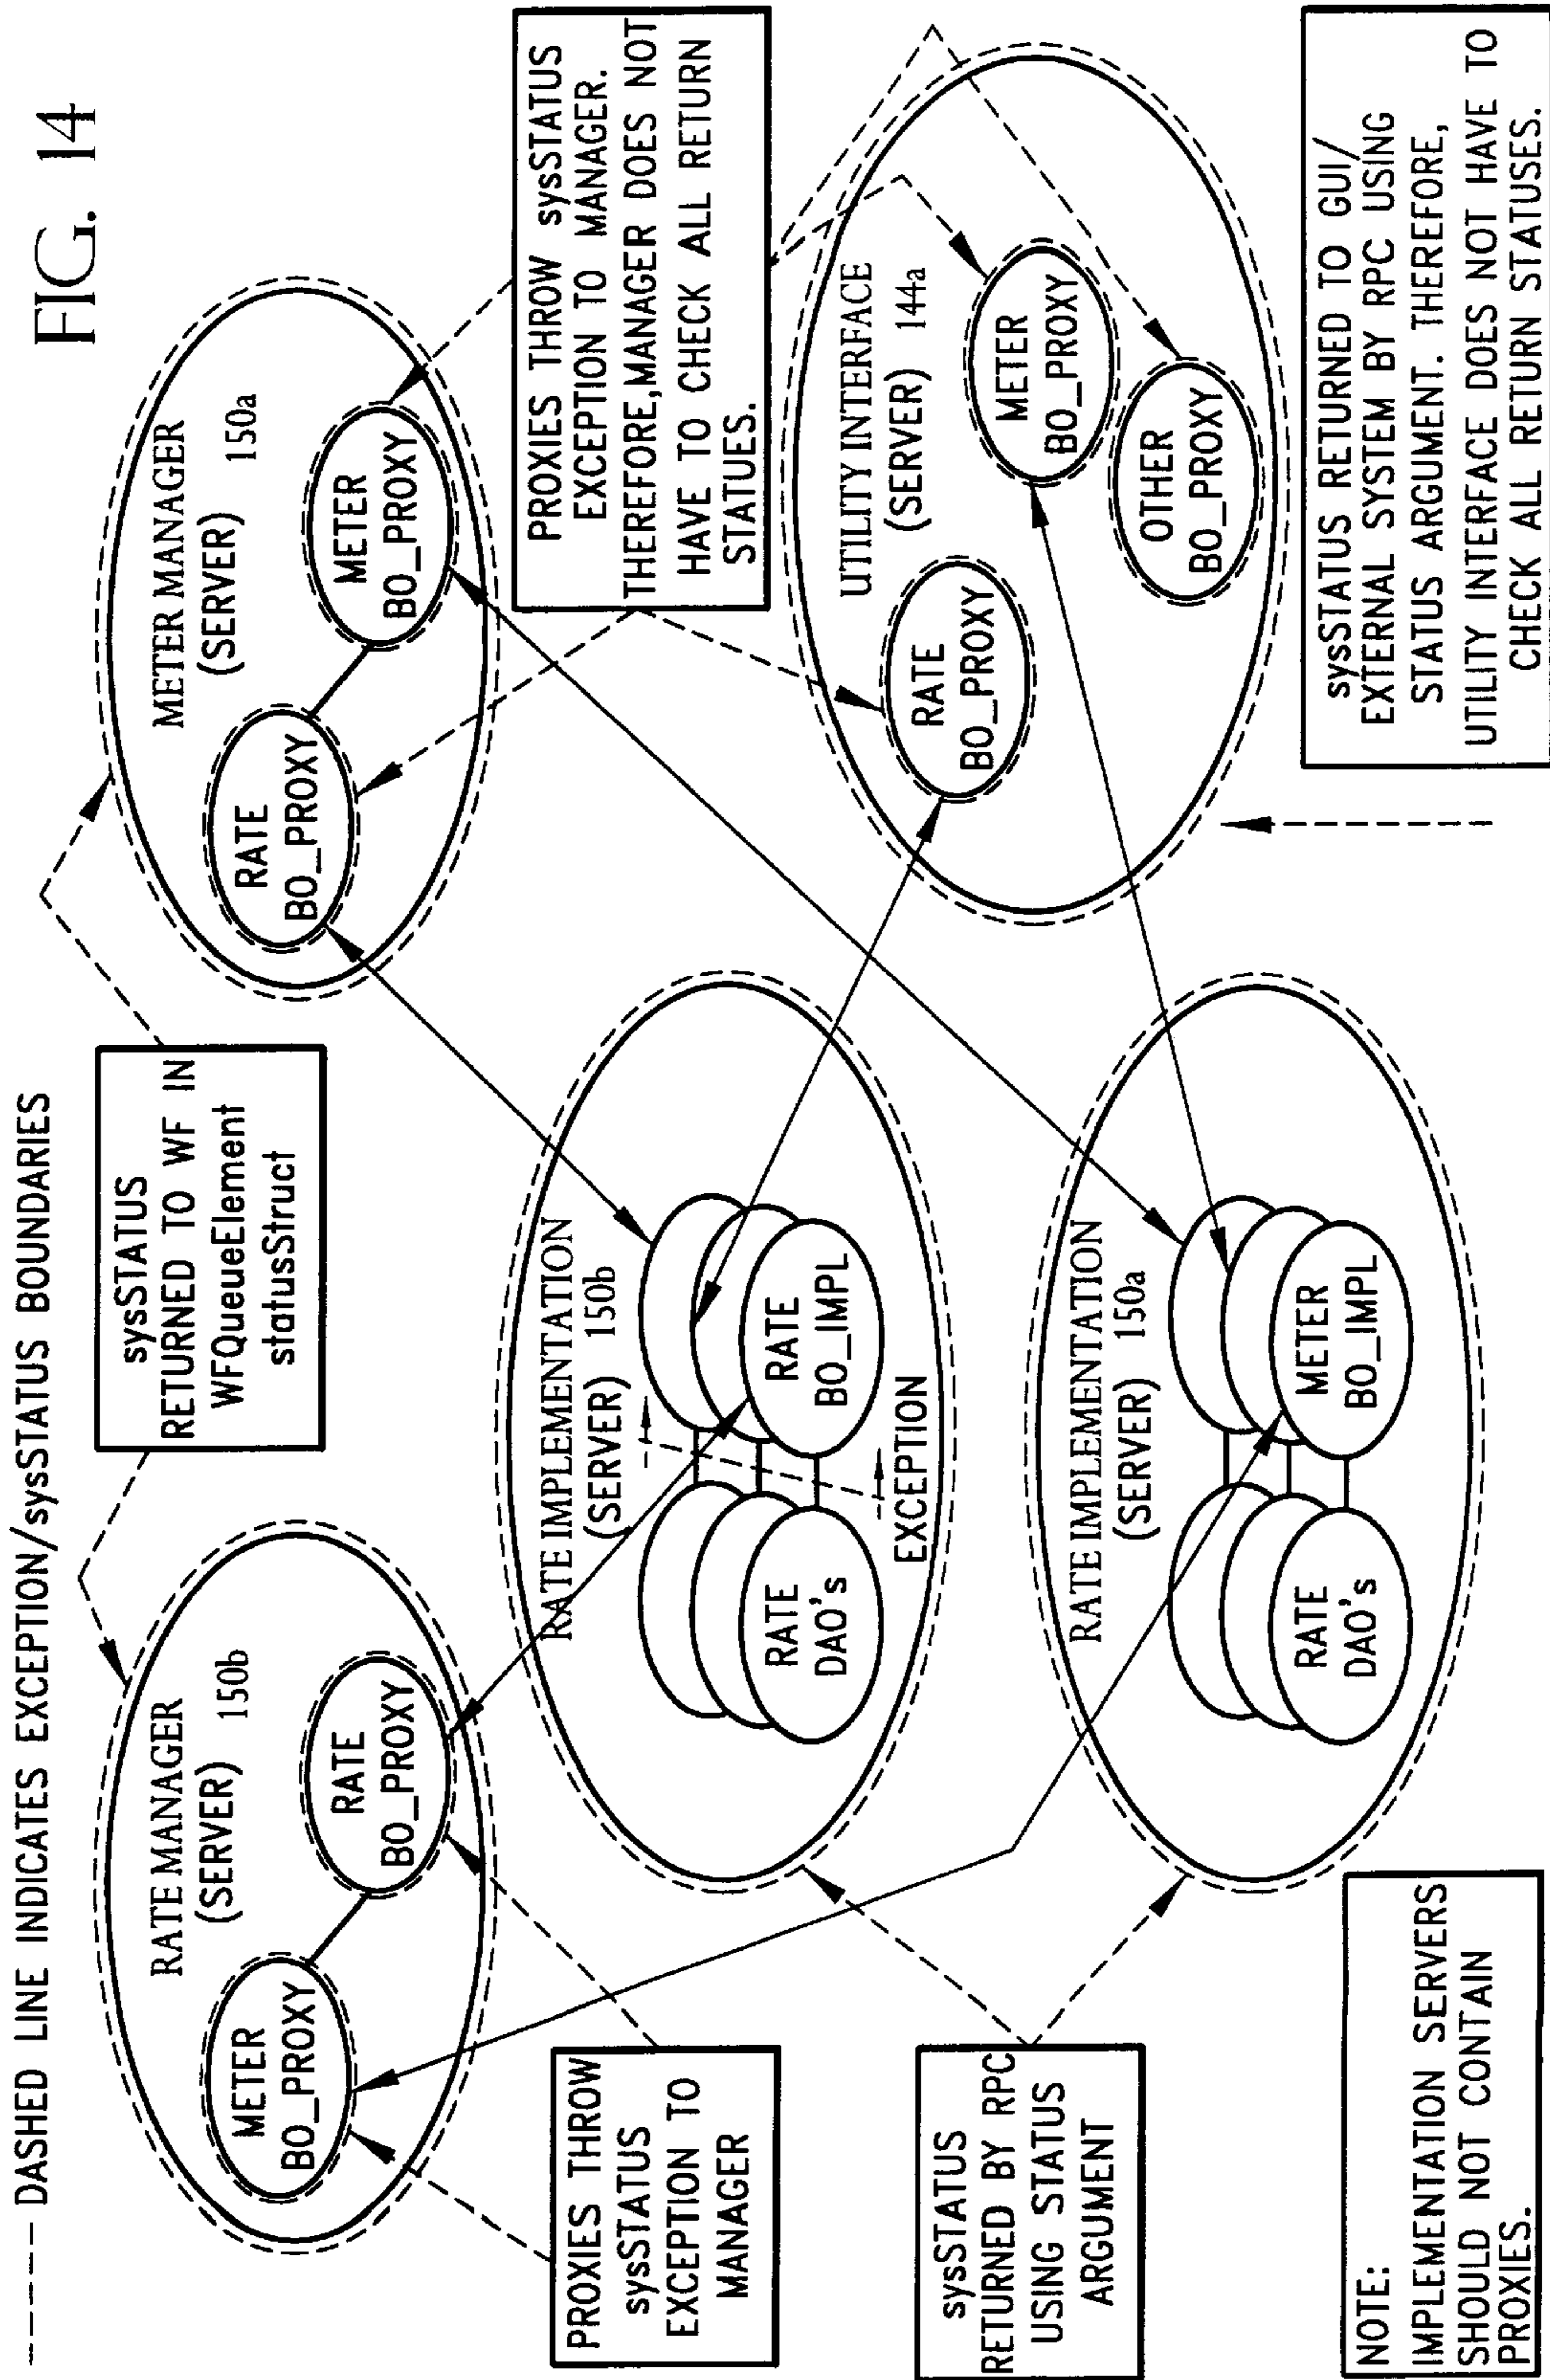 FIG. 14
---- DASHED LINE INDICATES EXCEPTION/sysSTATUS BOUNDARIES
RATE MANAGER
(SERVER) 150b
METER
BO_PROXY
RATE
BO_PROXY
sysSTATUS
RETURNED TO WF IN
WFQueueElement
statusStruct
METER MANAGER
(SERVER) 150a
RATE
BO_PROXY
METER
BO_PROXY
PROXIES THROW
sysSTATUS
EXCEPTION TO
MANAGER
RATE IMPLEMENTATION
(SERVER) 150b
RATE
DAO's
RATE
BO_IMPL
EXCEPTION
PROXIES THROW sysSTATUS
EXCEPTION TO MANAGER.
THEREFORE,MANAGER DOES NOT
HAVE TO CHECK ALL RETURN
STATUES.
sysSTATUS
RETURNED BY RPC
USING STATUS
ARGUMENT
UTILITY INTERFACE
(SERVER) 144a
RATE
BO_PROXY
METER
BO_PROXY
OTHER
BO_PROXY
RATE IMPLEMENTATION
(SERVER) 150a
RATE
DAO's
METER
BO_IMPL
NOTE:
IMPLEMENTATION SERVERS
SHOULD NOT CONTAIN
PROXIES.
sysSTATUS RETURNED TO GUI/
EXTERNAL SYSTEM BY RPC USING
STATUS ARGUMENT. THEREFORE,
UTILITY INTERFACE DOES NOT HAVE TO
CHECK ALL RETURN STATUSES.